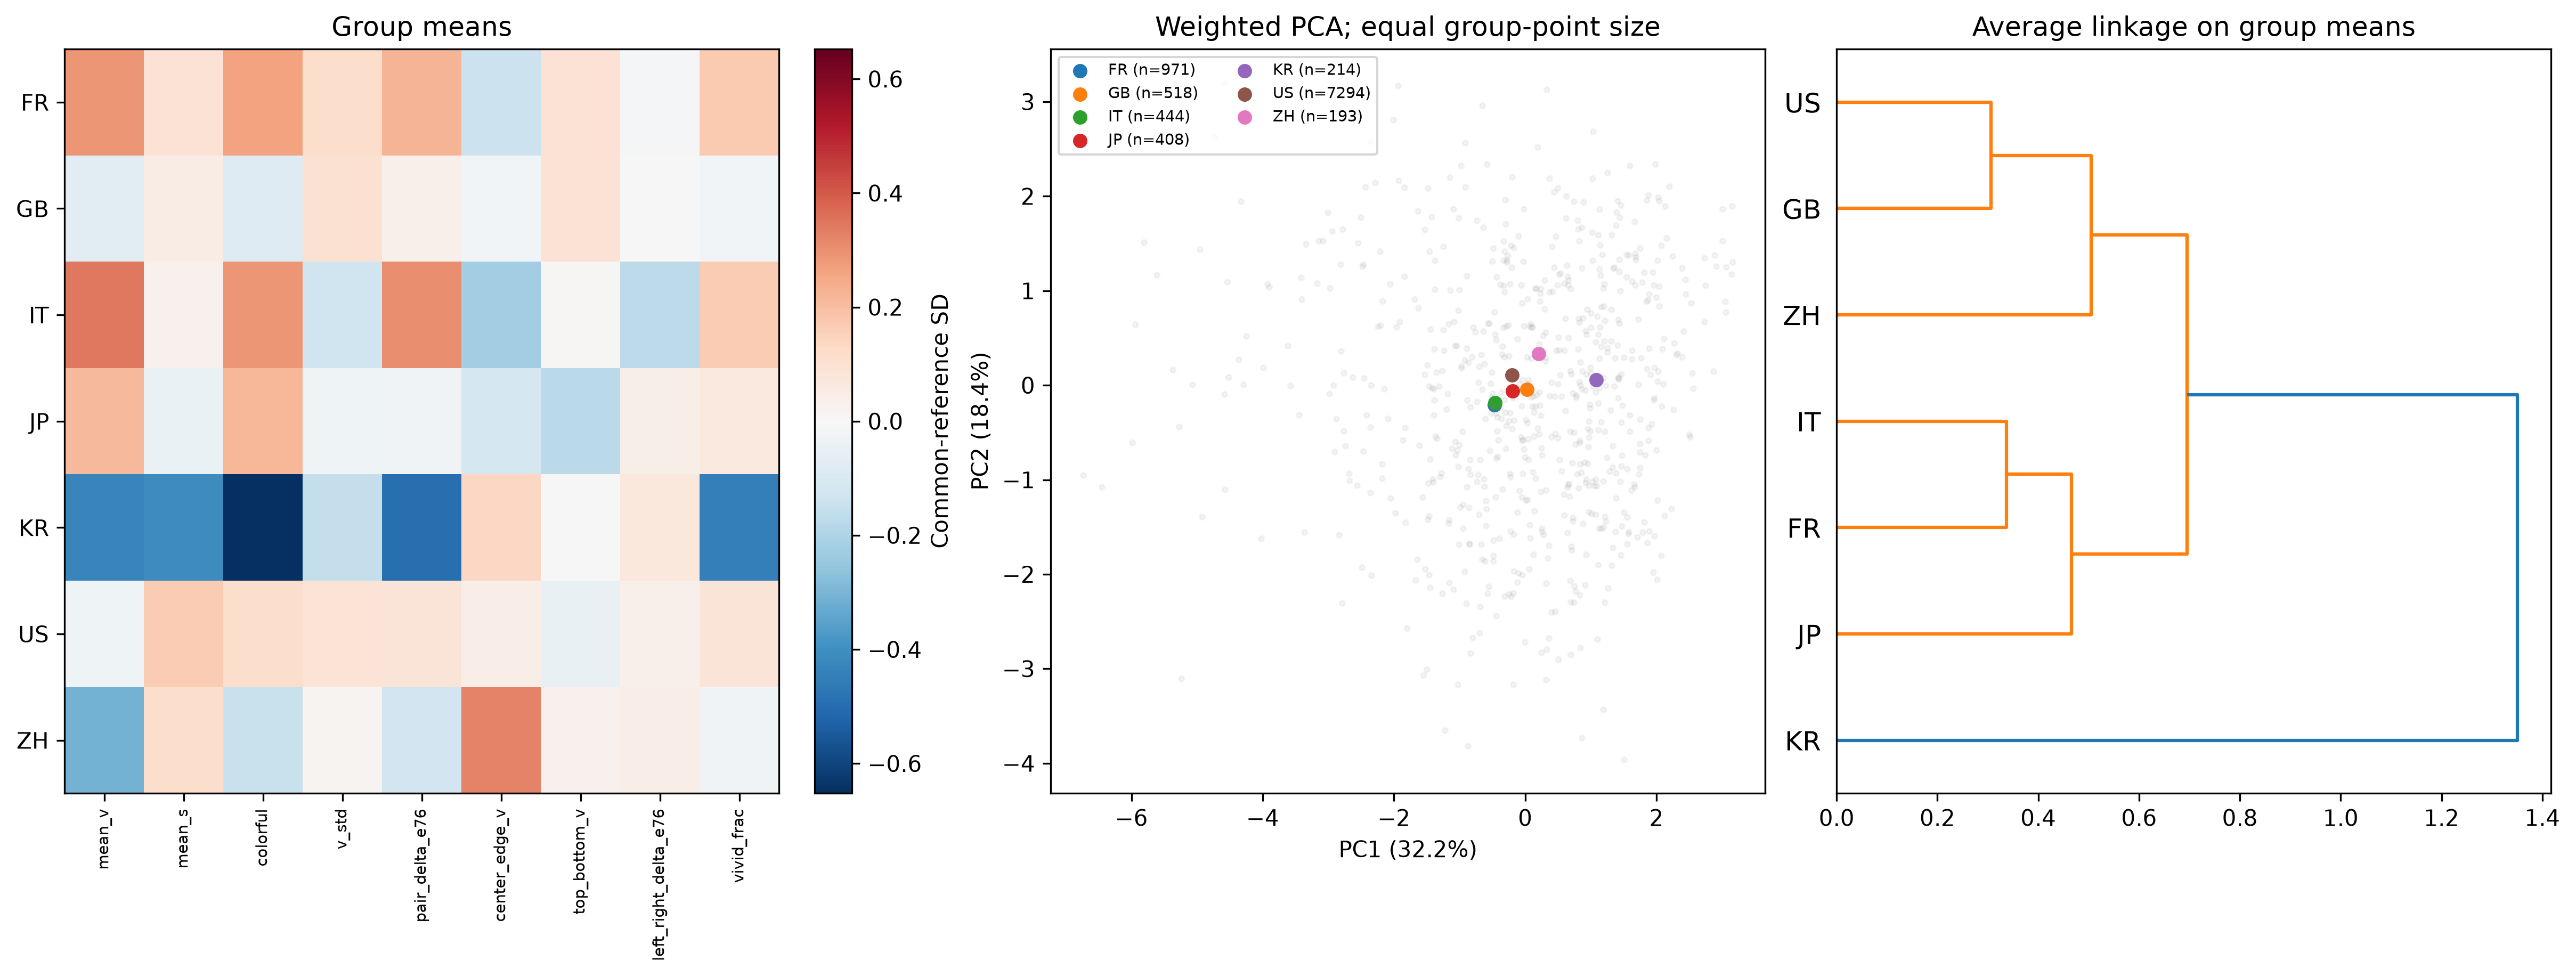 Group means
FR
GB
IT
JP
KR
US
ZH
mean_v
mean_s
colorful
v_std
pair_delta_e76
center_edge_v
top_bottom_v
left_right_delta_e76
vivid_frac
0.6
0.4
0.2
0.0
−0.2
−0.4
−0.6
Common-reference SD
Weighted PCA; equal group-point size
FR (n=971)
GB (n=518)
IT (n=444)
JP (n=408)
KR (n=214)
US (n=7294)
ZH (n=193)
3
2
1
0
−1
−2
−3
−4
PC2 (18.4%)
−6
−4
−2
0
2
PC1 (32.2%)
Average linkage on group means
US
GB
ZH
IT
FR
JP
KR
0.0
0.2
0.4
0.6
0.8
1.0
1.2
1.4